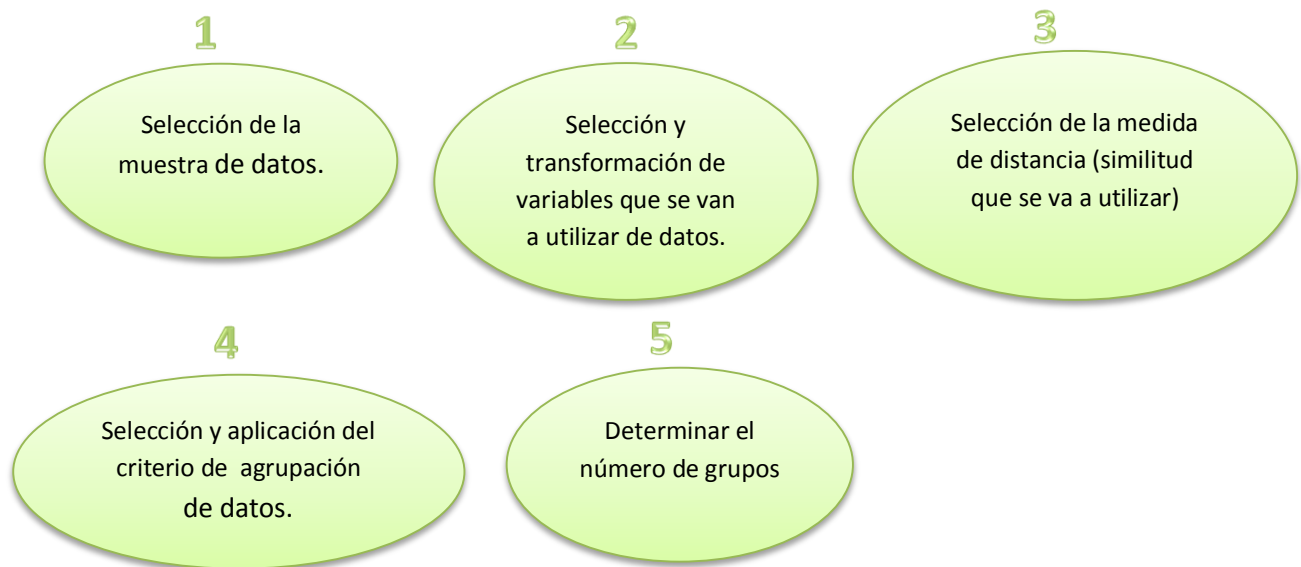 1
Selección de la
muestra de datos.
2
Selección y
transformación de
variables que se van
a utilizar de datos.
3
Selección de la medida
de distancia (similitud
que se va a utilizar)
4
Selección y aplicación del
criterio de  agrupación
de datos.
5
Determinar el
número de grupos